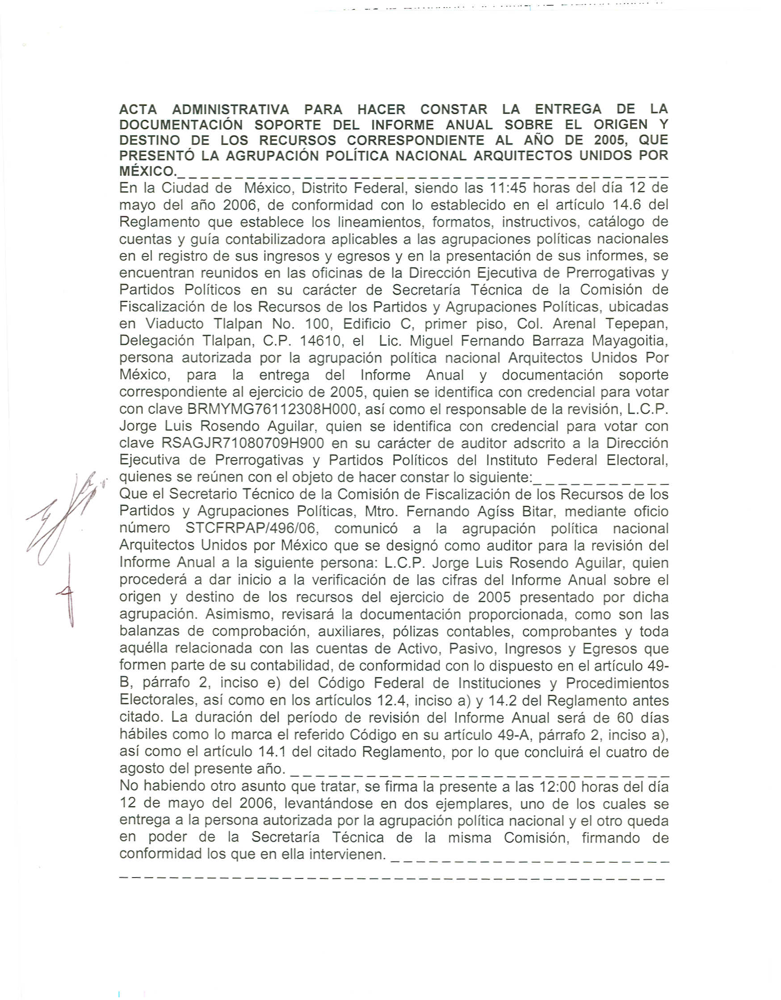 ACTA ADMINISTRATIVA PARA HACER CONSTAR LA ENTREGA DE LA
DOCUMENTACIÓN SOPORTE DEL INFORME ANUAL SOBRE EL ORIGEN Y
DESTINO DE LOS RECURSOS CORRESPONDIENTE AL AÑO DE 2005, QUE
PRESENTÓ LA AGRUPACIÓN POLÍTICA NACIONAL ARQUITECTOS UNIDOS POR
MÉXICO.
En la Ciudad de México, Distrito Federal, siendo las 11:45 horas del día 12 de
mayo del año 2006, de conformidad con lo establecido en el artículo 14.6 del
Reglamento que establece los lineamientos, formatos, instructivos, catálogo de
cuentas y guía contabilizadora aplicables a las agrupaciones políticas nacionales
en el registro de sus ingresos y egresos y en la presentación de sus informes, se
encuentran reunidos en las oficinas de la Dirección Ejecutiva de Prerrogativas y
Partidos Políticos en su carácter de Secretaría Técnica de la Comisión de
Fiscalización de los Recursos de los Partidos y Agrupaciones Políticas, ubicadas
en Viaducto Tlalpan No. 100, Edificio C, primer piso, Col. Arenal Tepepan,
Delegación Tlalpan, C.P. 14610, el Lic. Miguel Fernando Barraza Mayagoitia,
persona autorizada por la agrupación política nacional Arquitectos Unidos Por
México, para la entrega del Informe Anual y documentación soporte
correspondiente al ejercicio de 2005, quien se identifica con credencial para votar
con clave BRMYMG76112308H000, así como el responsable de la revisión, L.C.P.
Jorge Luis Rosendo Aguilar, quien se identifica con credencial para votar con
clave RSAGJR71080709H900 en su carácter de auditor adscrito a la Dirección
Ejecutiva de Prerrogativas y Partidos Políticos del Instituto Federal Electoral,
quienes se reúnen con el objeto de hacer constar lo siguiente:
Que el Secretario Técnico de la Comisión de Fiscalización de los Recursos de los
Partidos y Agrupaciones Políticas, Mtro. Fernando Agíss Bitar, mediante oficio
número STCFRPAP/496/06, comunicó a la agrupación política nacional
Arquitectos Unidos por México que se designó como auditor para la revisión del
Informe Anual a la siguiente persona: L.C.P. Jorge Luis Rosendo Aguilar, quien
procederá a dar inicio a la verificación de las cifras del Informe Anual sobre el
origen y destino de los recursos del ejercicio de 2005 presentado por dicha
agrupación. Asimismo, revisará la documentación proporcionada, como son las
balanzas de comprobación, auxiliares, pólizas contables, comprobantes y toda
aquélla relacionada con las cuentas de Activo, Pasivo, Ingresos y Egresos que
formen parte de su contabilidad, de conformidad con lo dispuesto en el artículo 49-
B, párrafo 2, inciso e) del Código Federal de Instituciones y Procedimientos
Electorales, así como en los artículos 12.4, inciso a) y 14.2 del Reglamento antes
citado. La duración del período de revisión del Informe Anual será de 60 días
hábiles como lo marca el referido Código en su artículo 49-A, párrafo 2, inciso a),
así como el artículo 14.1 del citado Reglamento, por lo que concluirá el cuatro de
agosto del presente año.
No habiendo otro asunto que tratar, se firma la presente a las 12:00 horas del día
12 de mayo del 2006, levantándose en dos ejemplares, uno de los cuales se
entrega a la persona autorizada por la agrupación política nacional y el otro queda
en poder de la Secretaría Técnica de la misma Comisión, firmando de
conformidad los que en ella intervienen.